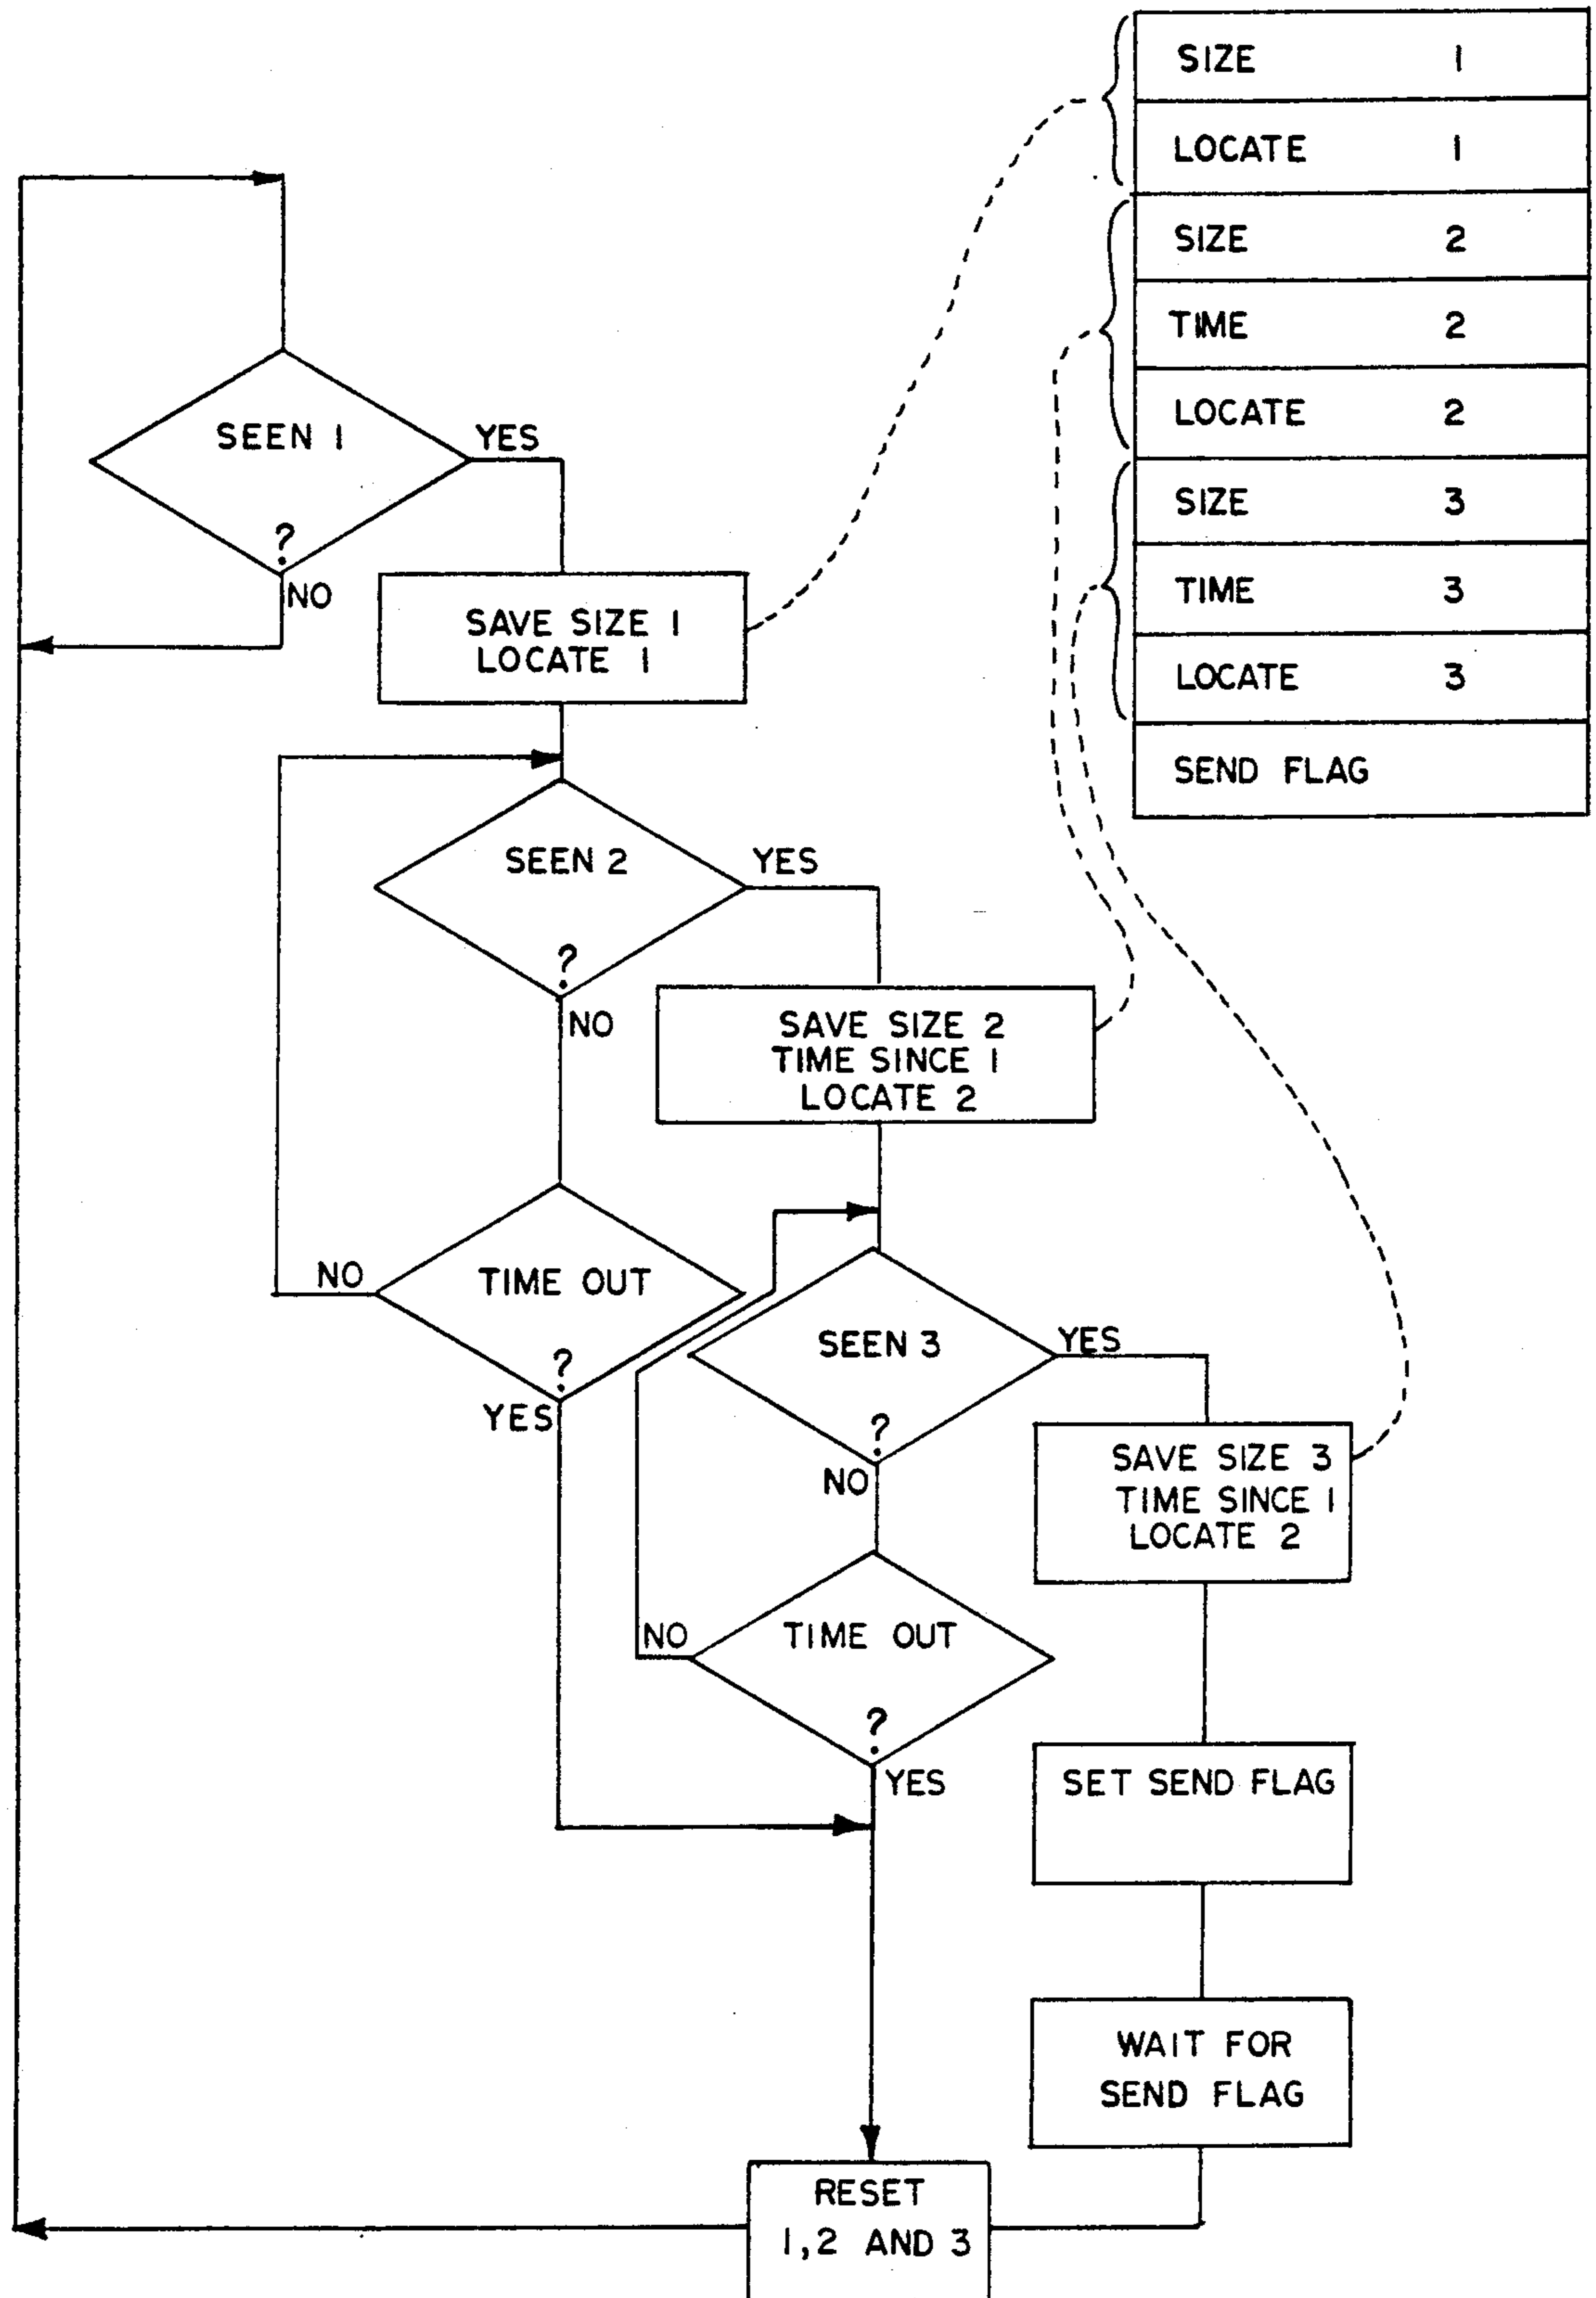 SIZE 1
LOCATE 1
SIZE 2
TIME 2
LOCATE 2
SIZE 3
TIME 3
LOCATE 3
SEND FLAG
SEEN 1
?
YES
NO
SAVE SIZE 1
LOCATE 1
SEEN 2
?
YES
NO
SAVE SIZE 2
TIME SINCE 1
LOCATE 2
TIME OUT
?
NO
YES
SEEN 3
?
YES
NO
SAVE SIZE 3
TIME SINCE 1
LOCATE 2
TIME OUT
?
NO
YES
SET SEND FLAG
WAIT FOR
SEND FLAG
RESET
1,2 AND 3